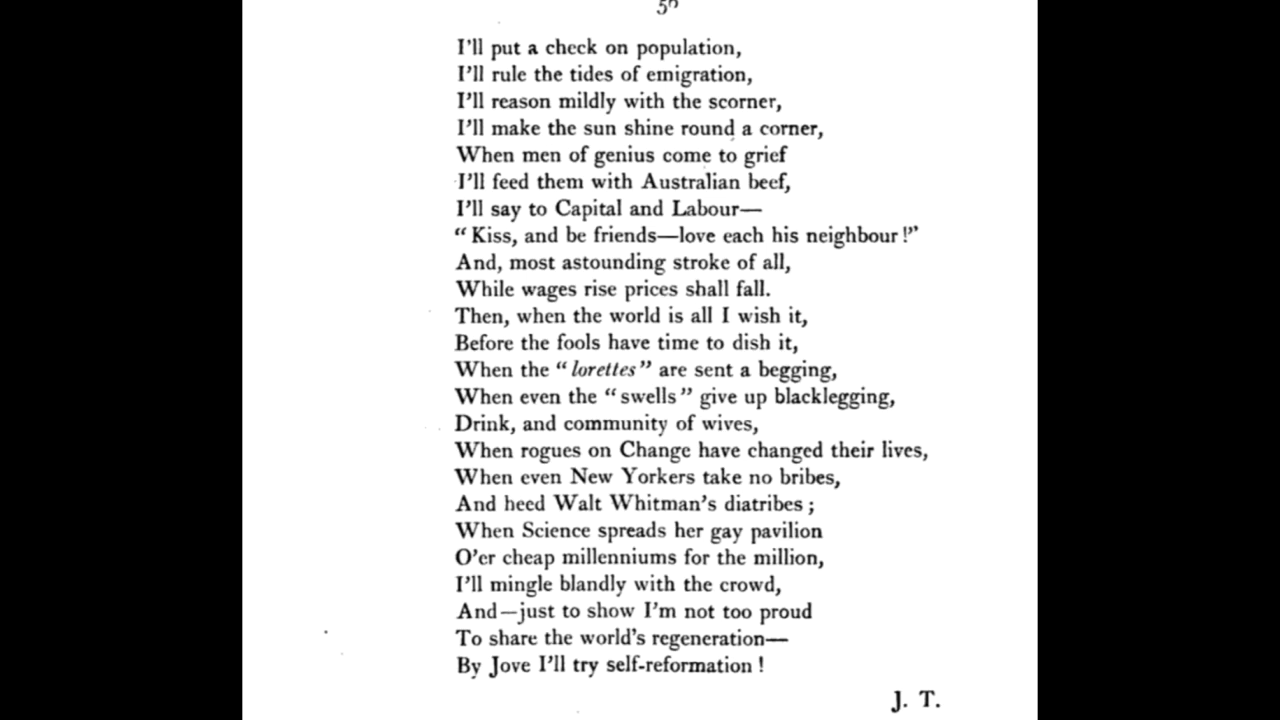 I'll put a check on population,
I'll rule the tides of emigration,
I'll reason mildly with the scorner,
I'll make the sun shine round a corner,
When men of genius come to grief
I'll feed them with Australian beef,
I'll say to Capital and Labour—
“Kiss, and be friends—love each his neighbour!”
And, most astounding stroke of all,
While wages rise prices shall fall.
Then, when the world is all I wish it,
Before the fools have time to dish it,
When the “lorettes” are sent a begging,
When even the “swells” give up blacklegging,
Drink, and community of wives,
When rogues on Change have changed their lives,
When even New Yorkers take no bribes,
And heed Walt Whitman's diatribes;
When Science spreads her gay pavilion
O'er cheap millenniums for the million,
I'll mingle blandly with the crowd,
And—just to show I'm not too proud
To share the world's regeneration—
By Jove I'll try self-reformation!
J. T.